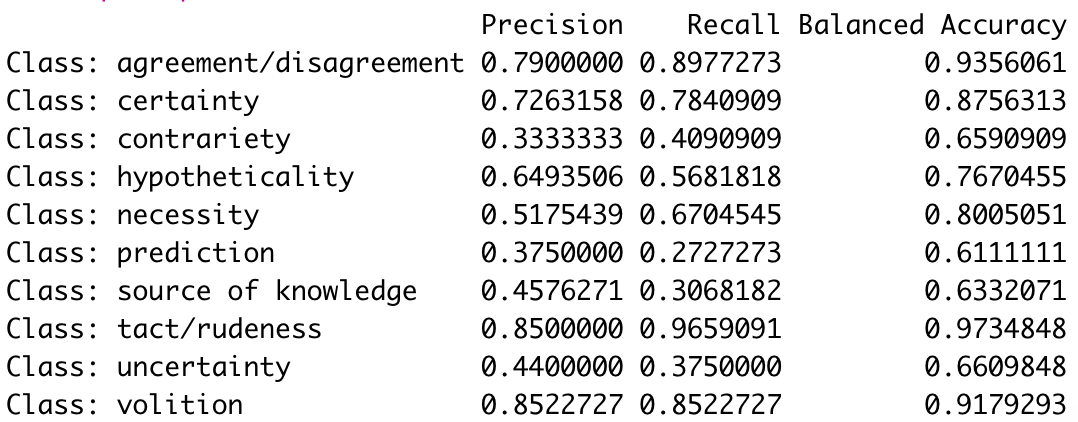 Precision Recall Balanced Accuracy
Class: agreement/disagreement 0.7900000 0.8977273 0.9356061
Class: certainty 0.7263158 0.7840909 0.8756313
Class: contrariety 0.3333333 0.4090909 0.6590909
Class: hypotheticality 0.6493506 0.5681818 0.7670455
Class: necessity 0.5175439 0.6704545 0.8005051
Class: prediction 0.3750000 0.2727273 0.6111111
Class: source of knowledge 0.4576271 0.3068182 0.6332071
Class: tact/rudeness 0.8500000 0.9659091 0.9734848
Class: uncertainty 0.4400000 0.3750000 0.6609848
Class: volition 0.8522727 0.8522727 0.9179293